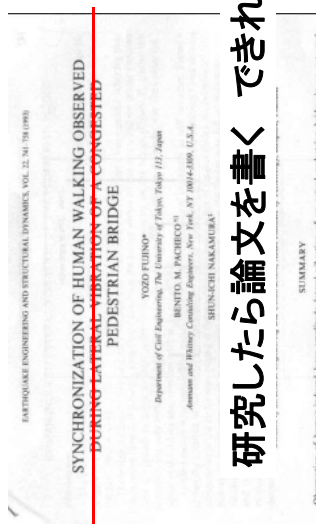 EARTHQUAKE ENGINEERING AND STRUCTURAL DYNAMICS, VOL. 22, 741-758 (1993)
SYNCHRONIZATION OF HUMAN WALKING OBSERVED
DURING LATERAL VIBRATION OF A CONGESTED
PEDESTRIAN BRIDGE
YOZO FUJINO*
Department of Civil Engineering, The University of Tokyo, Tokyo 113, Japan
BENITO. M. PACHECO
Ammann and Whitney Consulting Engineers, New York, NY 10014-3309, U.S.A.
SHUN-ICHI NAKAMURA
研究したら論文を書く できれ
SUMMARY